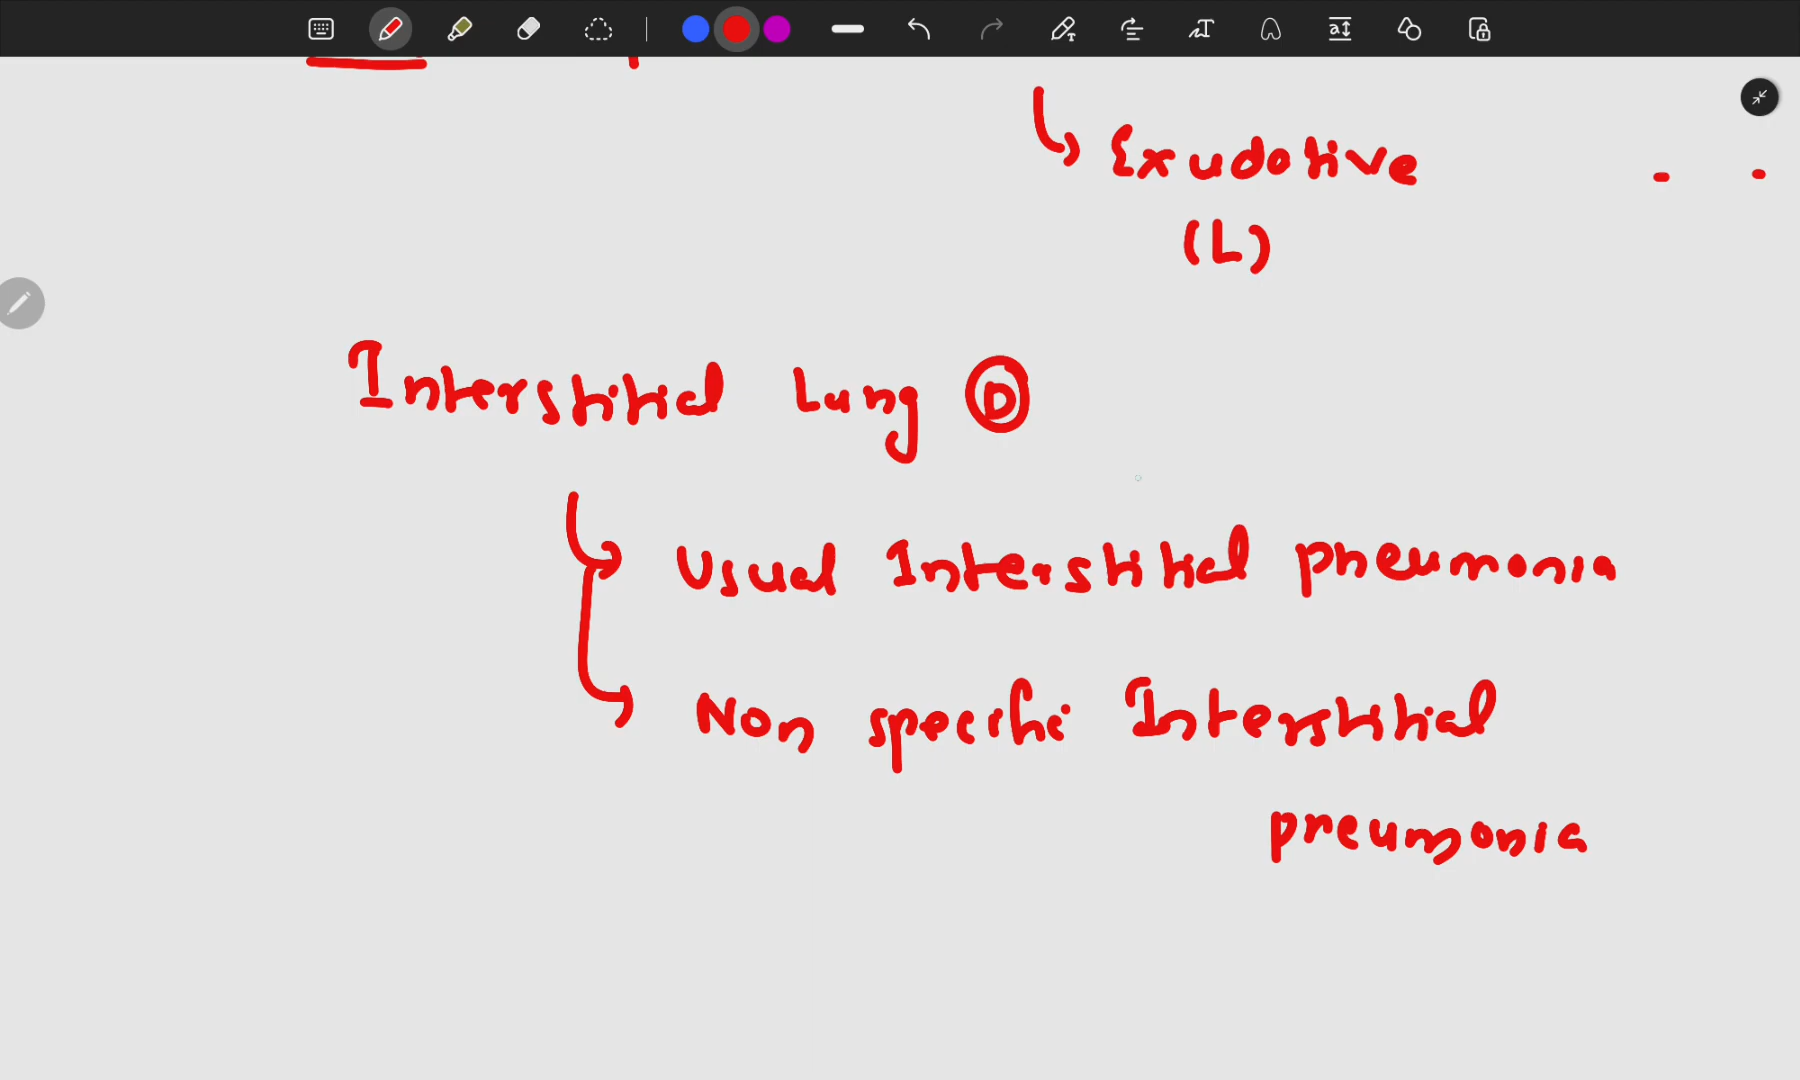 Exudative
(L)
Interstitial Lung D
Usual Interstitial pneumonia
Non specific Interstitial
pneumonia